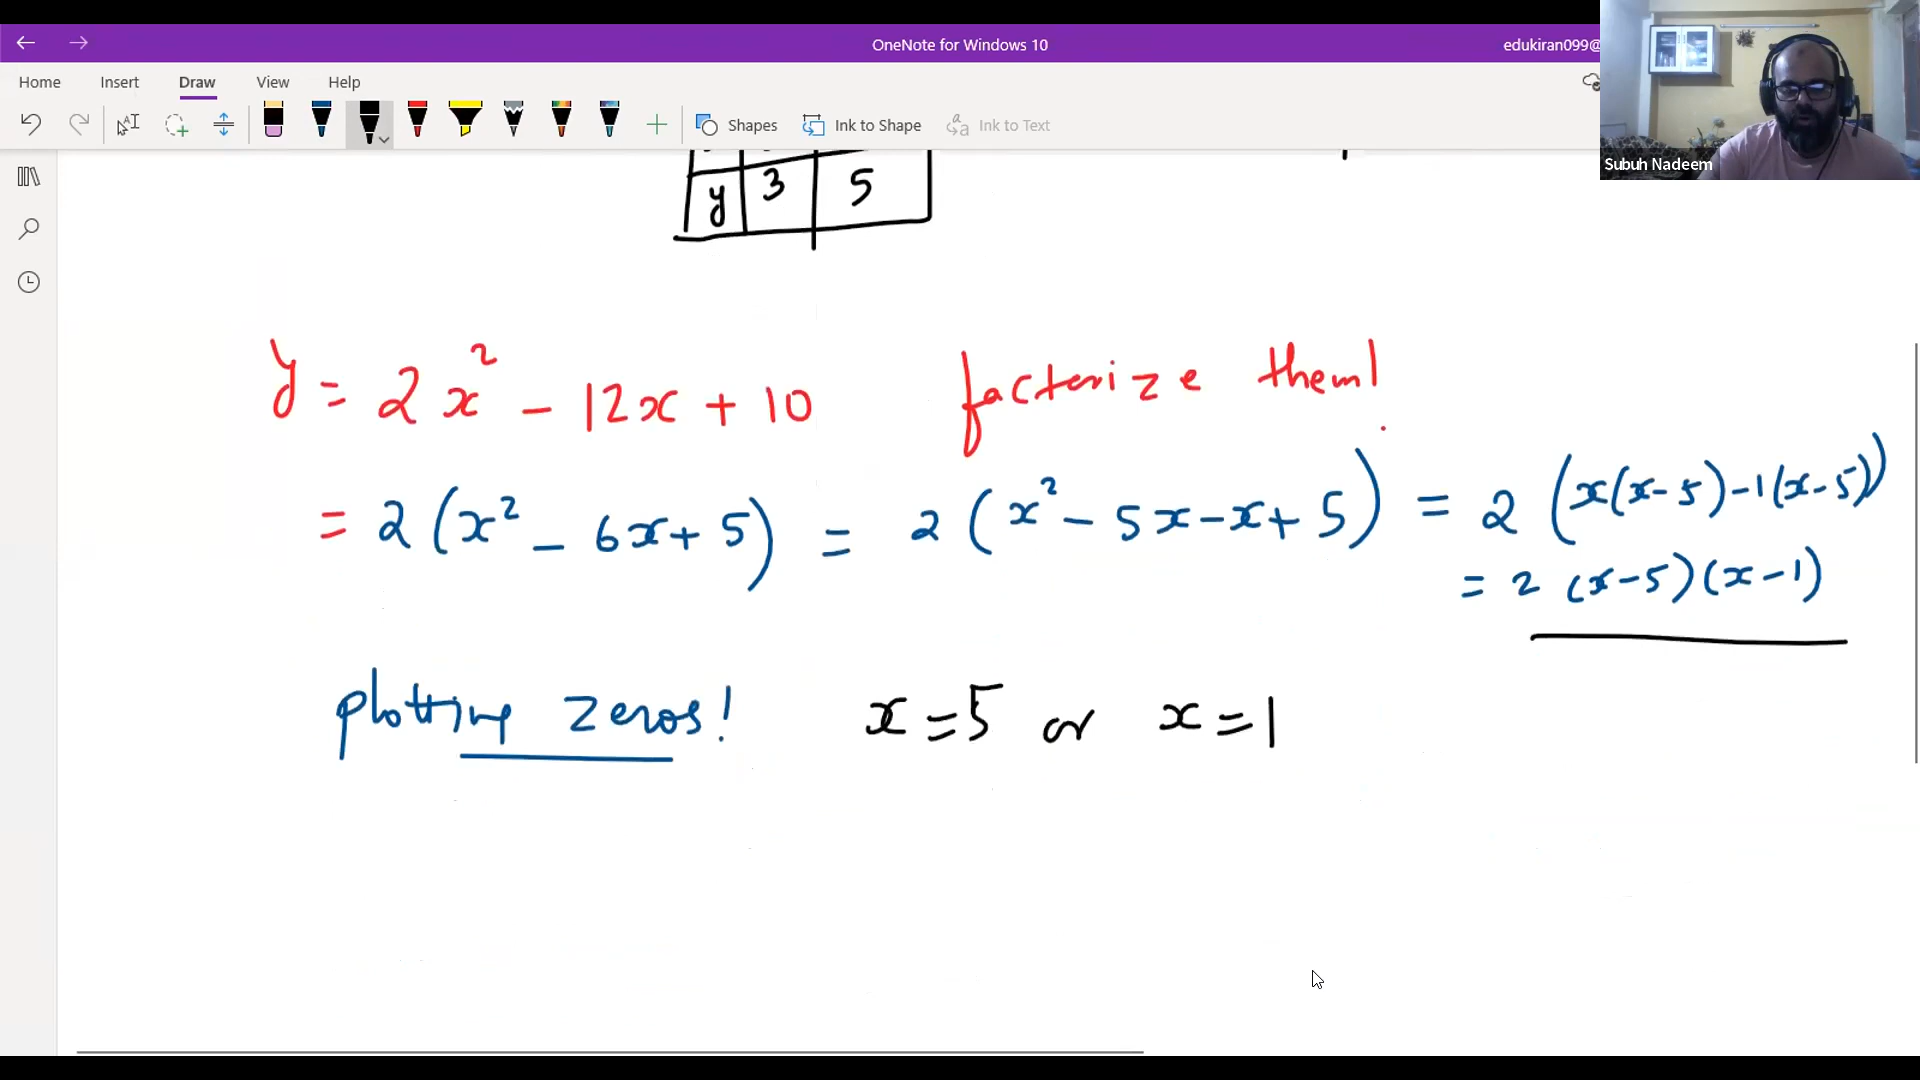 OneNote for Windows 10
edukiran099@
Home Insert Draw View Help
Shapes Ink to Shape Ink to Text
Subuh Nadeem
y 3 5
y = 2x² - 12x + 10 factorize them!
= 2(x² - 6x + 5) = 2(x² - 5x - x + 5) = 2(x(x-5)-1(x-5))
= 2(x-5)(x-1)
plotting zeros! x=5 or x=1